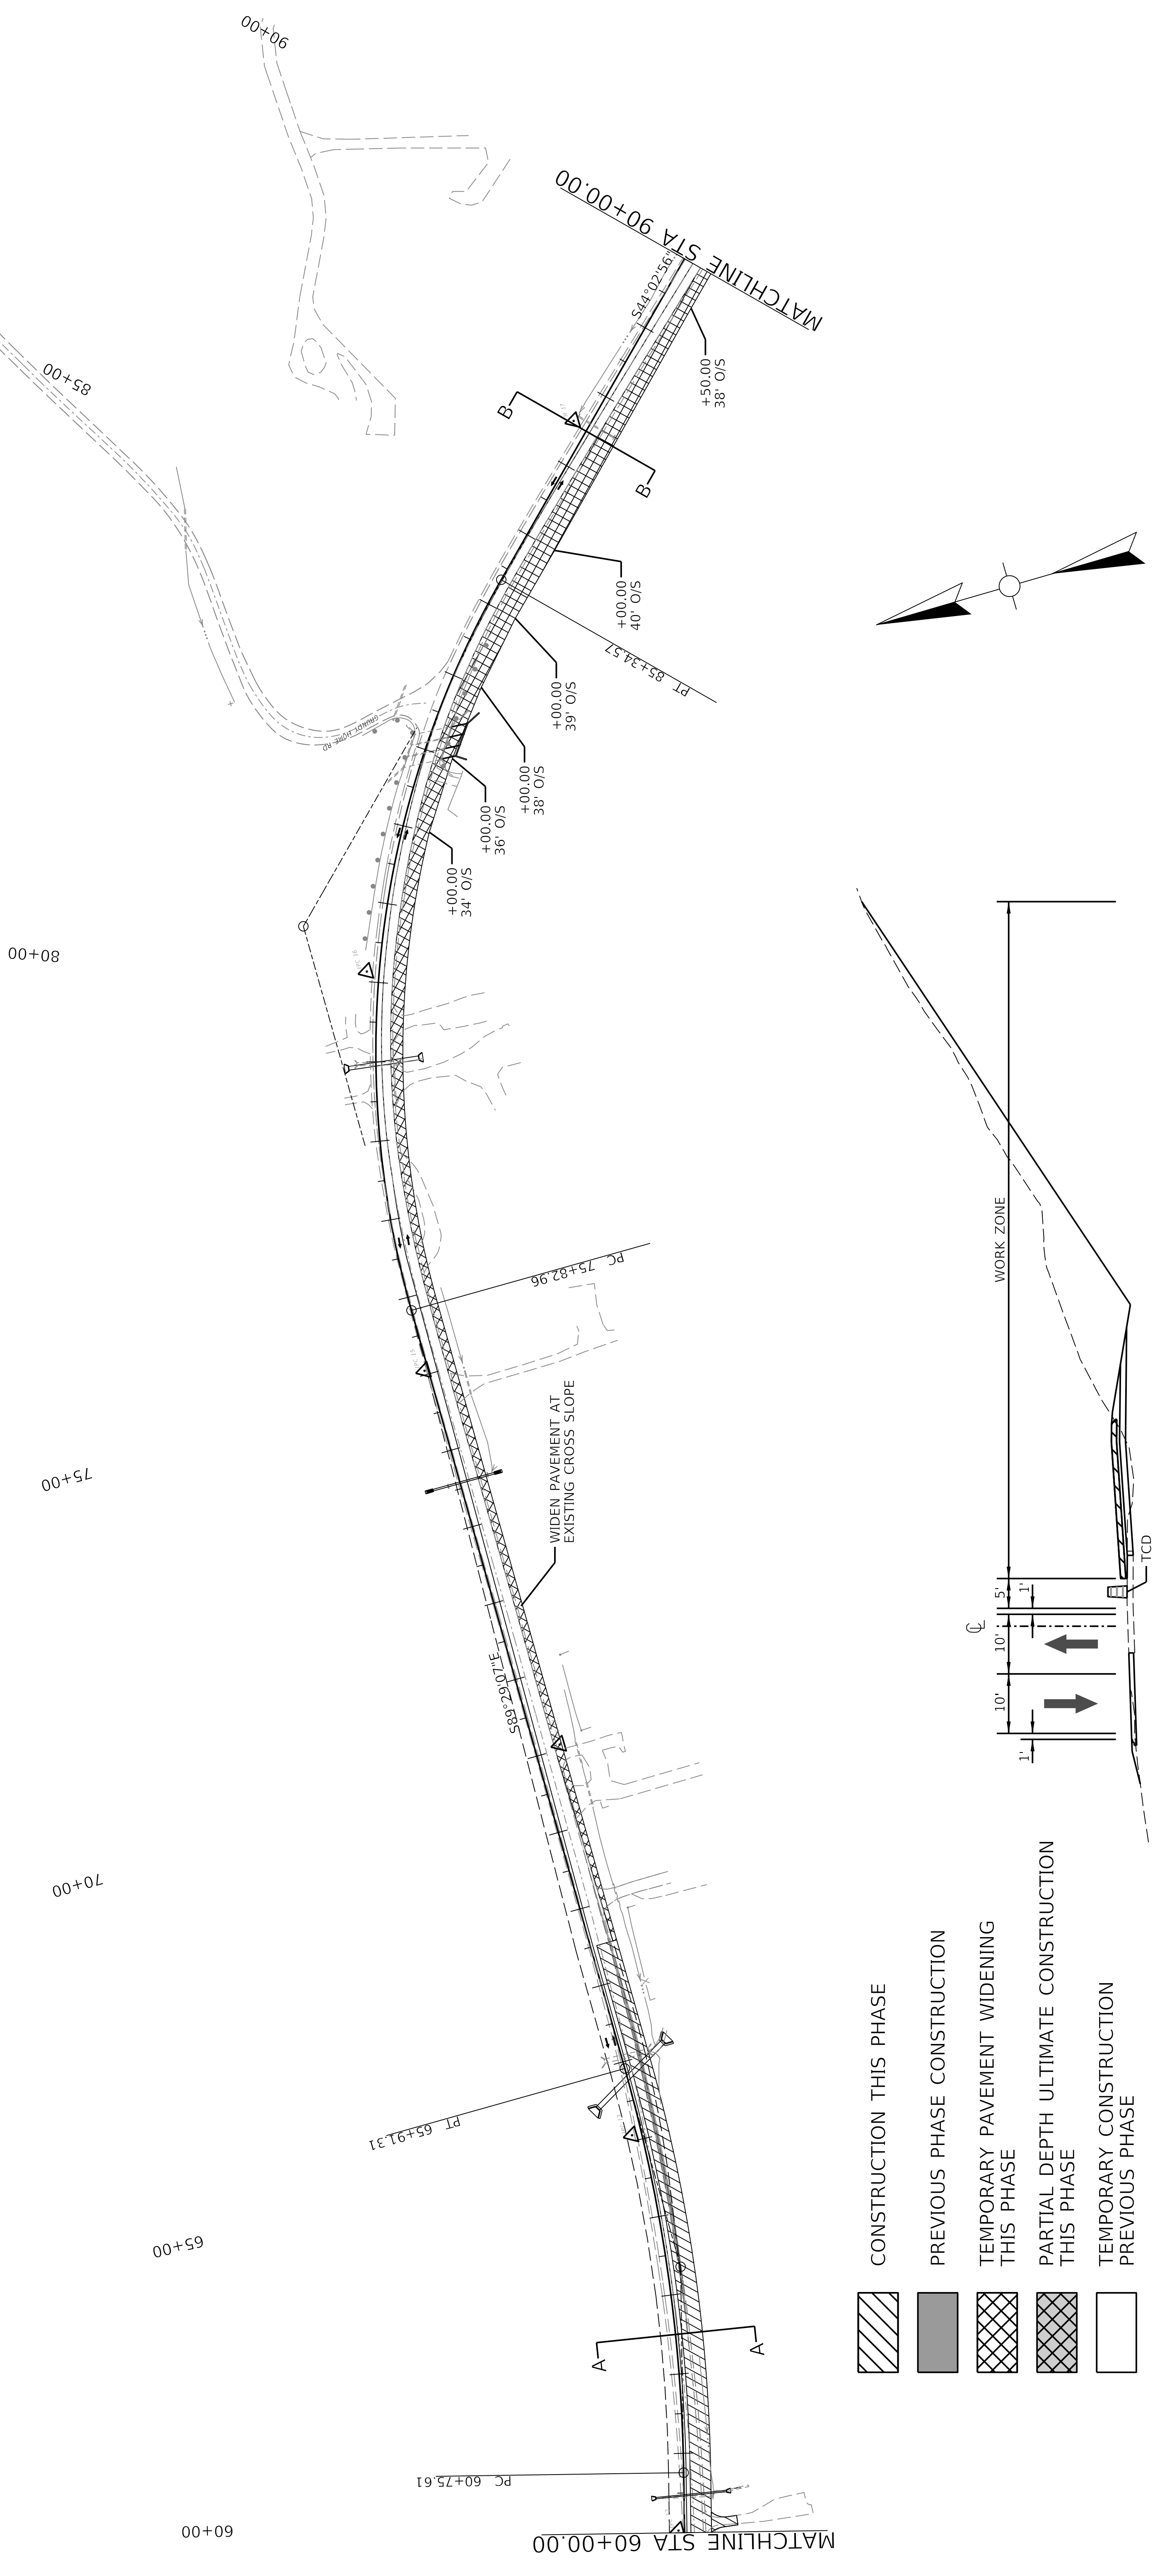 90+00
85+00
80+00
75+00
70+00
65+00
60+00
MATCHLINE STA 90+00.00
S44°02'56"
B
B
+50.00
38' O/S
+00.00
40' O/S
PT 85+34.57
+00.00
39' O/S
+00.00
38' O/S
+00.00
36' O/S
+00.00
34' O/S
PC 75+82.96
WIDEN PAVEMENT AT
EXISTING CROSS SLOPE
S89°29'07"E
PT 65+91.31
A
A
PC 60+75.61
MATCHLINE STA 60+00.00
WORK ZONE
TCD
5'
1'
CL
10'
10'
1'
CONSTRUCTION THIS PHASE
PREVIOUS PHASE CONSTRUCTION
TEMPORARY PAVEMENT WIDENING
THIS PHASE
PARTIAL DEPTH ULTIMATE CONSTRUCTION
THIS PHASE
TEMPORARY CONSTRUCTION
PREVIOUS PHASE